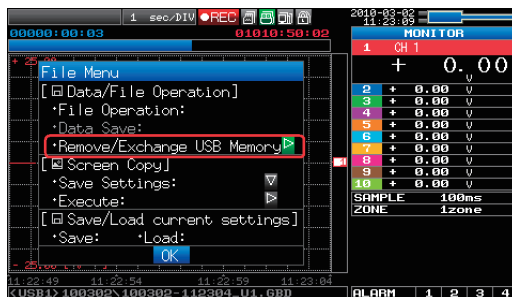 1 sec/DIV ●REC
2010-03-02
11:23:09
00000:00:03 01010:50:02
MONITOR
1 CH 1
+ 0.00
V
+ 25.00
File Menu
[Data/File Operation]
・File Operation:
・Data Save:
・Remove/Exchange USB Memory
[Screen Copy]
・Save Settings:
・Execute:
[Save/Load current settings]
・Save: ・Load:
OK
2 + 0.00 V
3 + 0.00 V
4 + 0.00 V
5 + 0.00 V
6 + 0.00 V
7 + 0.00 V
8 + 0.00 V
9 + 0.00 V
10 + 0.00 V
SAMPLE 100ms
ZONE 1zone
- 25.00
11:22:49 11:22:54 11:22:59 11:23:04
<USB1>100302\100302-112304_U1.GBD
ALARM 1 2 3 4